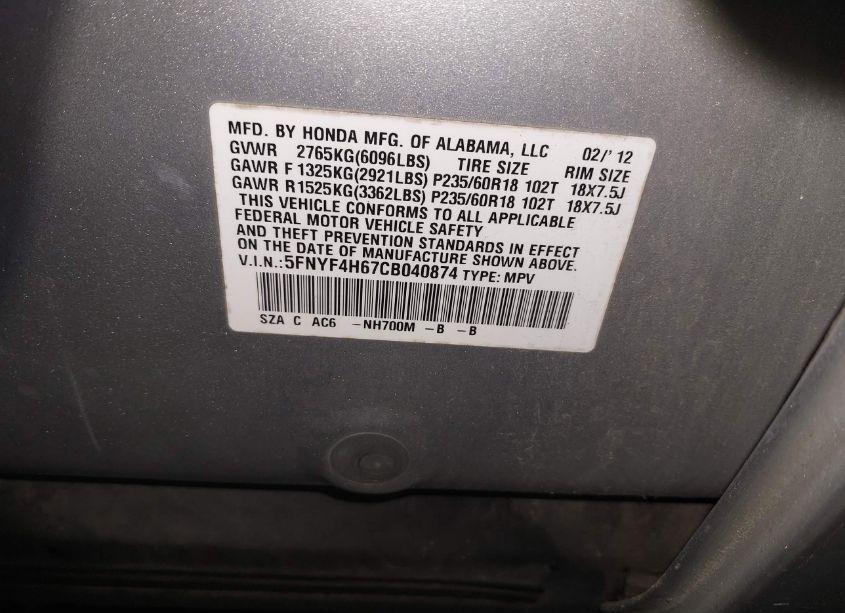 MFD. BY HONDA MFG. OF ALABAMA, LLC 02/' 12
GVWR 2765KG(6096LBS) TIRE SIZE RIM SIZE
GAWR F 1325KG(2921LBS) P235/60R18 102T 18X7.5J
GAWR R1525KG(3362LBS) P235/60R18 102T 18X7.5J
THIS VEHICLE CONFORMS TO ALL APPLICABLE
FEDERAL MOTOR VEHICLE SAFETY
AND THEFT PREVENTION STANDARDS IN EFFECT
ON THE DATE OF MANUFACTURE SHOWN ABOVE.
V.I.N.:5FNYF4H67CB040874 TYPE: MPV
SZA C AC6 -NH700M -B -B